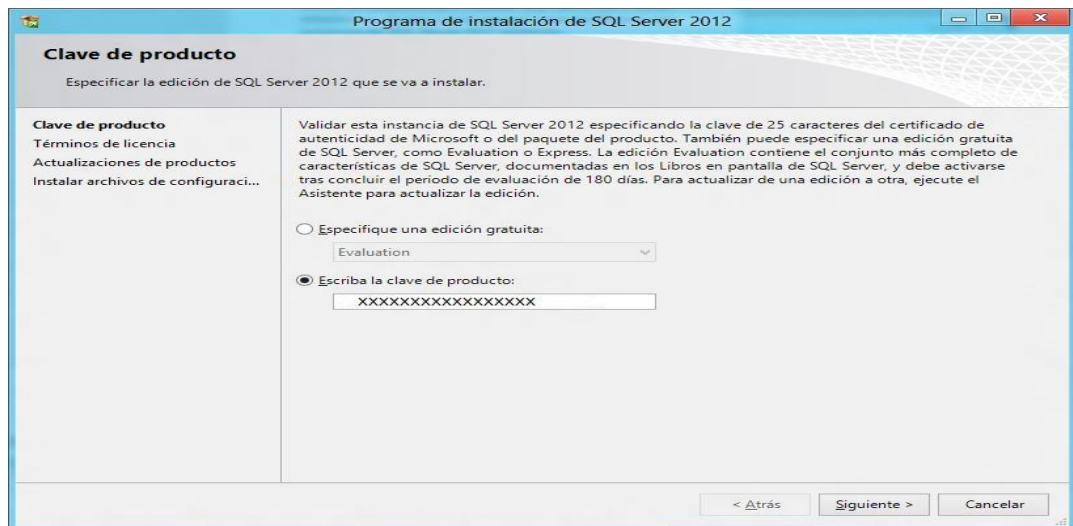 Programa de instalación de SQL Server 2012
Clave de producto
Especificar la edición de SQL Server 2012 que se va a instalar.
Clave de producto
Términos de licencia
Actualizaciones de productos
Instalar archivos de configuraci...
Validar esta instancia de SQL Server 2012 especificando la clave de 25 caracteres del certificado de
autenticidad de Microsoft o del paquete del producto. También puede especificar una edición gratuita
de SQL Server, como Evaluation o Express. La edición Evaluation contiene el conjunto más completo de
características de SQL Server, documentadas en los Libros en pantalla de SQL Server, y debe activarse
tras concluir el período de evaluación de 180 días. Para actualizar de una edición a otra, ejecute el
Asistente para actualizar la edición.
Especifique una edición gratuita:
Evaluation
Escriba la clave de producto:
XXXXXXXXXXXXXXXXX
< Atrás
Siguiente >
Cancelar